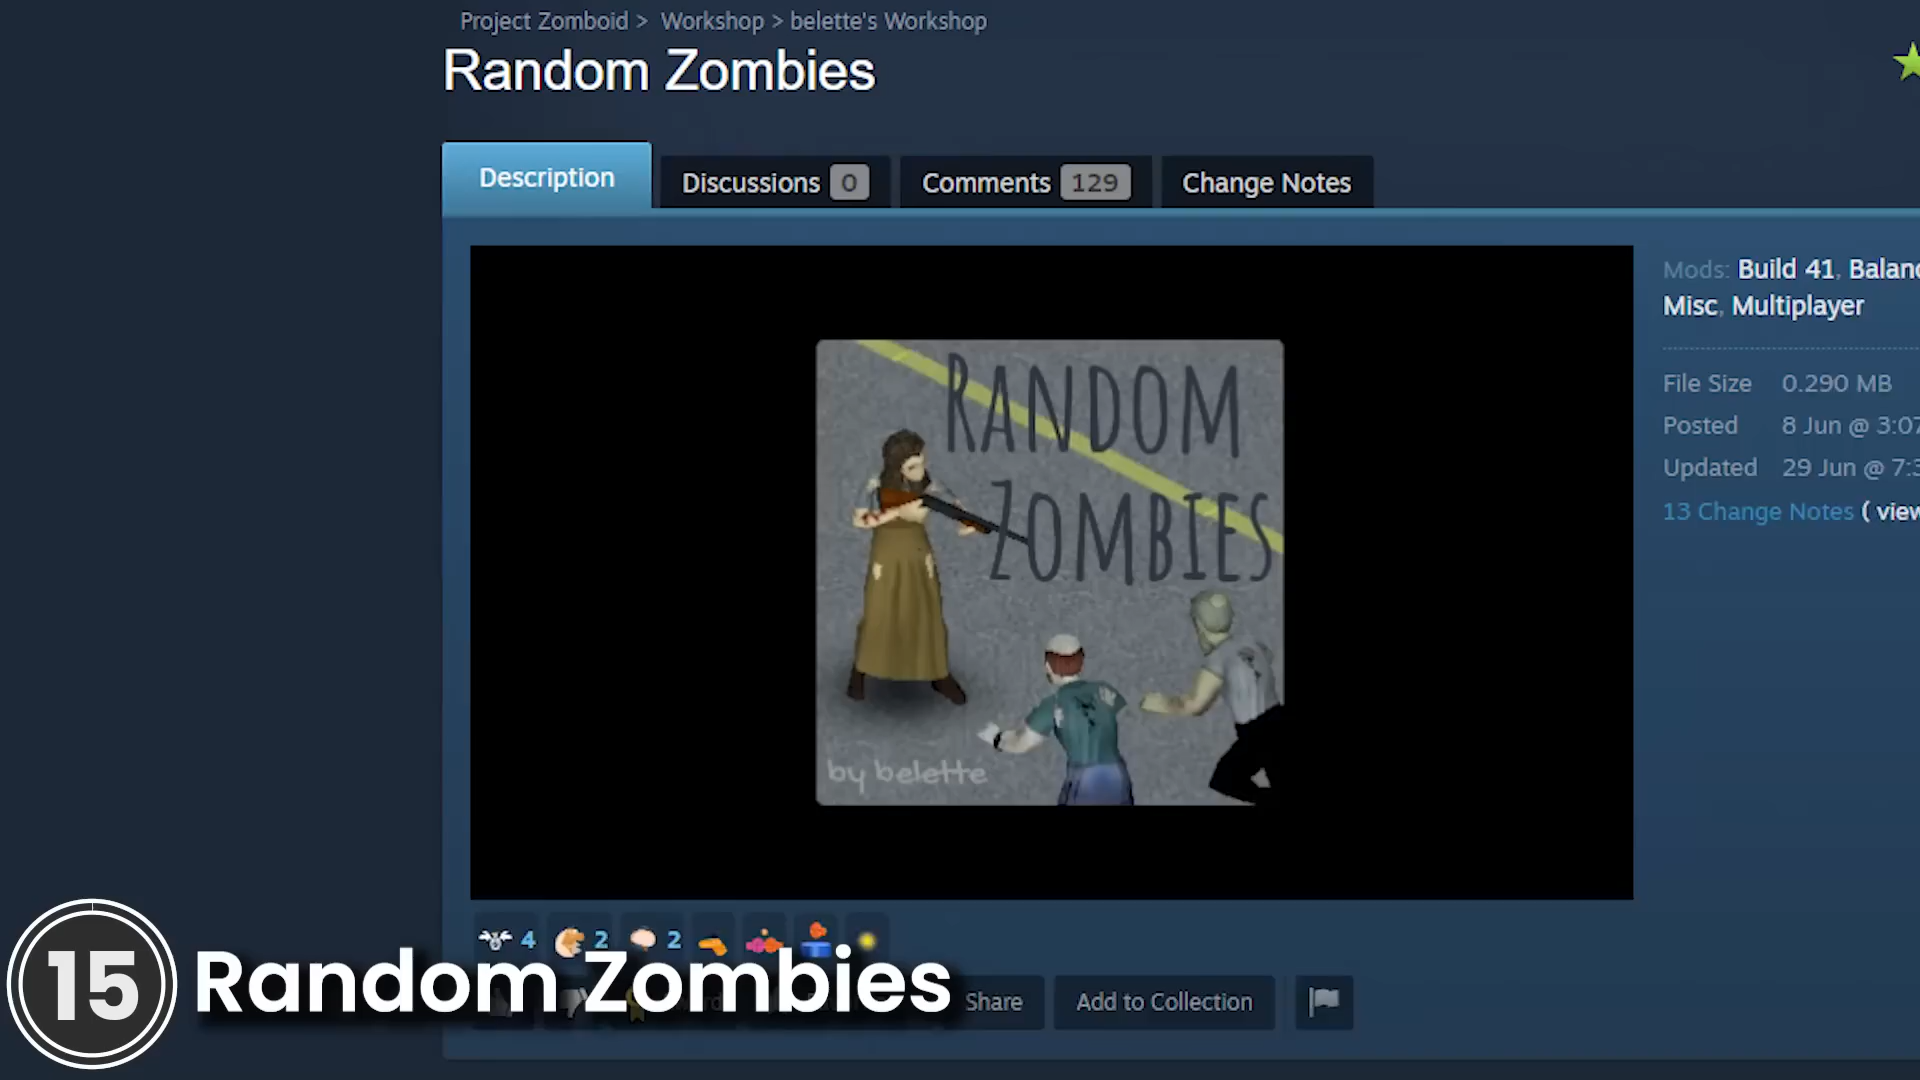 Project Zomboid > Workshop > belette's Workshop
Random Zombies
Description
Discussions 0
Comments 129
Change Notes
Mods: Build 41, Balanc
Misc, Multiplayer
RANDOM
ZOMBIES
by belette
File Size 0.290 MB
Posted 8 Jun @ 3:07
Updated 29 Jun @ 7:3
13 Change Notes ( view
4 2 2
15 Random Zombies
Share
Add to Collection